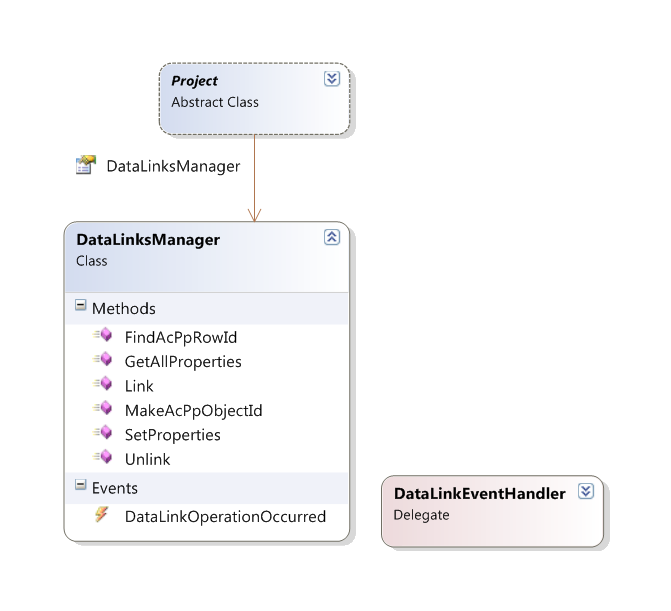 Project
Abstract Class
DataLinksManager
DataLinksManager
Class
Methods
FindAcPpRowId
GetAllProperties
Link
MakeAcPpObjectId
SetProperties
Unlink
Events
DataLinkOperationOccurred
DataLinkEventHandler
Delegate